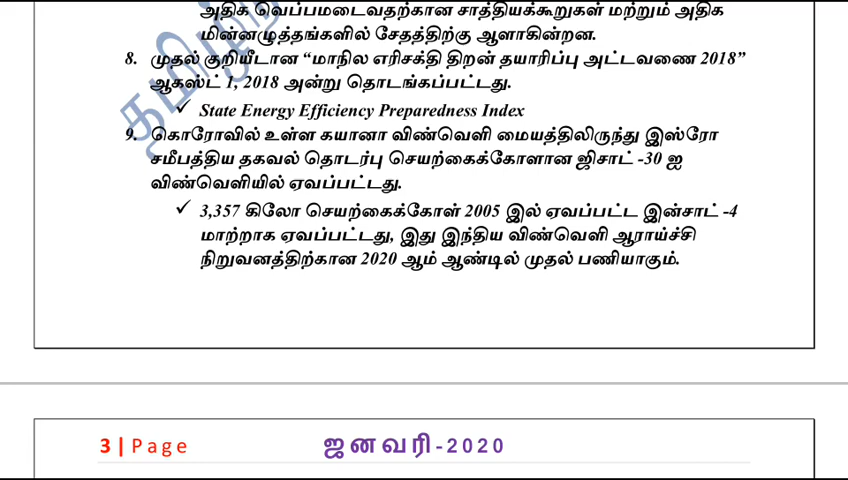 அதிக வெப்பமடைவதற்கான சாத்தியக்கூறுகள் மற்றும் அதிக
மின்னழுத்தங்களில் சேதத்திற்கு ஆளாகின்றன.
8. முதல் குறியீடான “மாநில எரிசக்தி திறன் தயாரிப்பு அட்டவணை 2018”
ஆகஸ்ட் 1, 2018 அன்று தொடங்கப்பட்டது.
✓ State Energy Efficiency Preparedness Index
9. கொரோவில் உள்ள கயானா விண்வெளி மையத்திலிருந்து இஸ்ரோ
சமீபத்திய தகவல் தொடர்பு செயற்கைக்கோளான ஜிசாட் -30 ஐ
விண்வெளியில் ஏவப்பட்டது.
✓ 3,357 கிலோ செயற்கைக்கோள் 2005 இல் ஏவப்பட்ட இன்சாட் -4
மாற்றாக ஏவப்பட்டது, இது இந்திய விண்வெளி ஆராய்ச்சி
நிறுவனத்திற்கான 2020 ஆம் ஆண்டில் முதல் பணியாகும்.
3 | Page ஜனவரி-2020